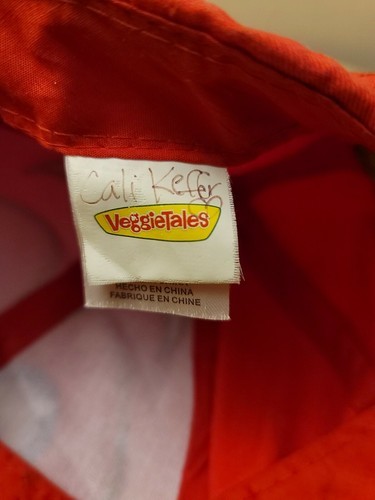 Cali Keffer
VeggieTales
HECHO EN CHINA
FABRIQUE EN CHINE